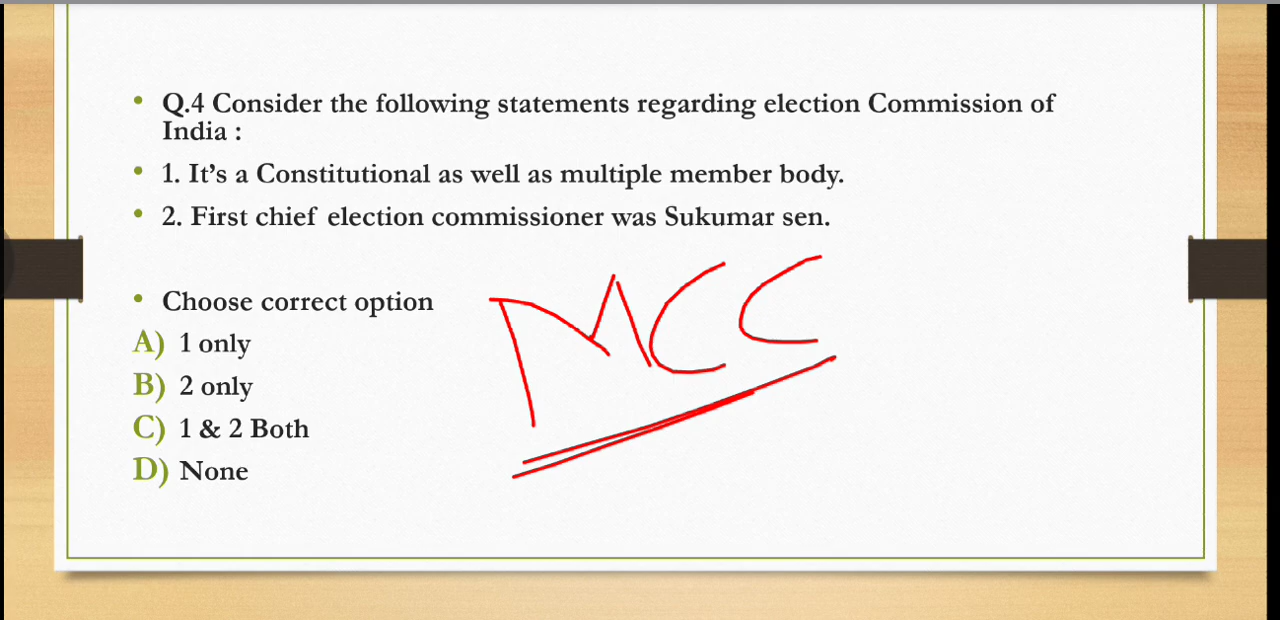 • Q.4 Consider the following statements regarding election Commission of
India :
• 1. It's a Constitutional as well as multiple member body.
• 2. First chief election commissioner was Sukumar sen.
• Choose correct option
A) 1 only
B) 2 only
C) 1 & 2 Both
D) None
MCC